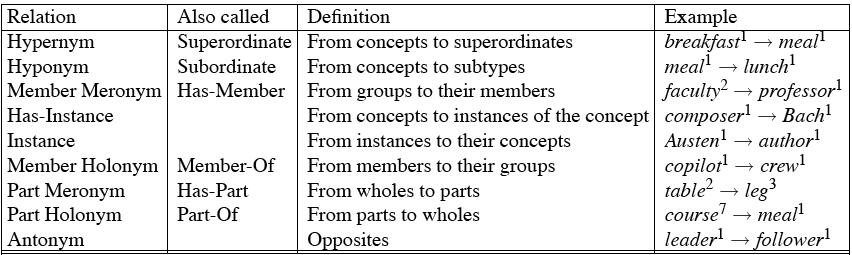 Relation Also called Definition Example
Hypernym Superordinate From concepts to superordinates breakfast¹ → meal¹
Hyponym Subordinate From concepts to subtypes meal¹ → lunch¹
Member Meronym Has-Member From groups to their members faculty² → professor¹
Has-Instance From concepts to instances of the concept composer¹ → Bach¹
Instance From instances to their concepts Austen¹ → author¹
Member Holonym Member-Of From members to their groups copilot¹ → crew¹
Part Meronym Has-Part From wholes to parts table² → leg³
Part Holonym Part-Of From parts to wholes course⁷ → meal¹
Antonym Opposites leader¹ → follower¹